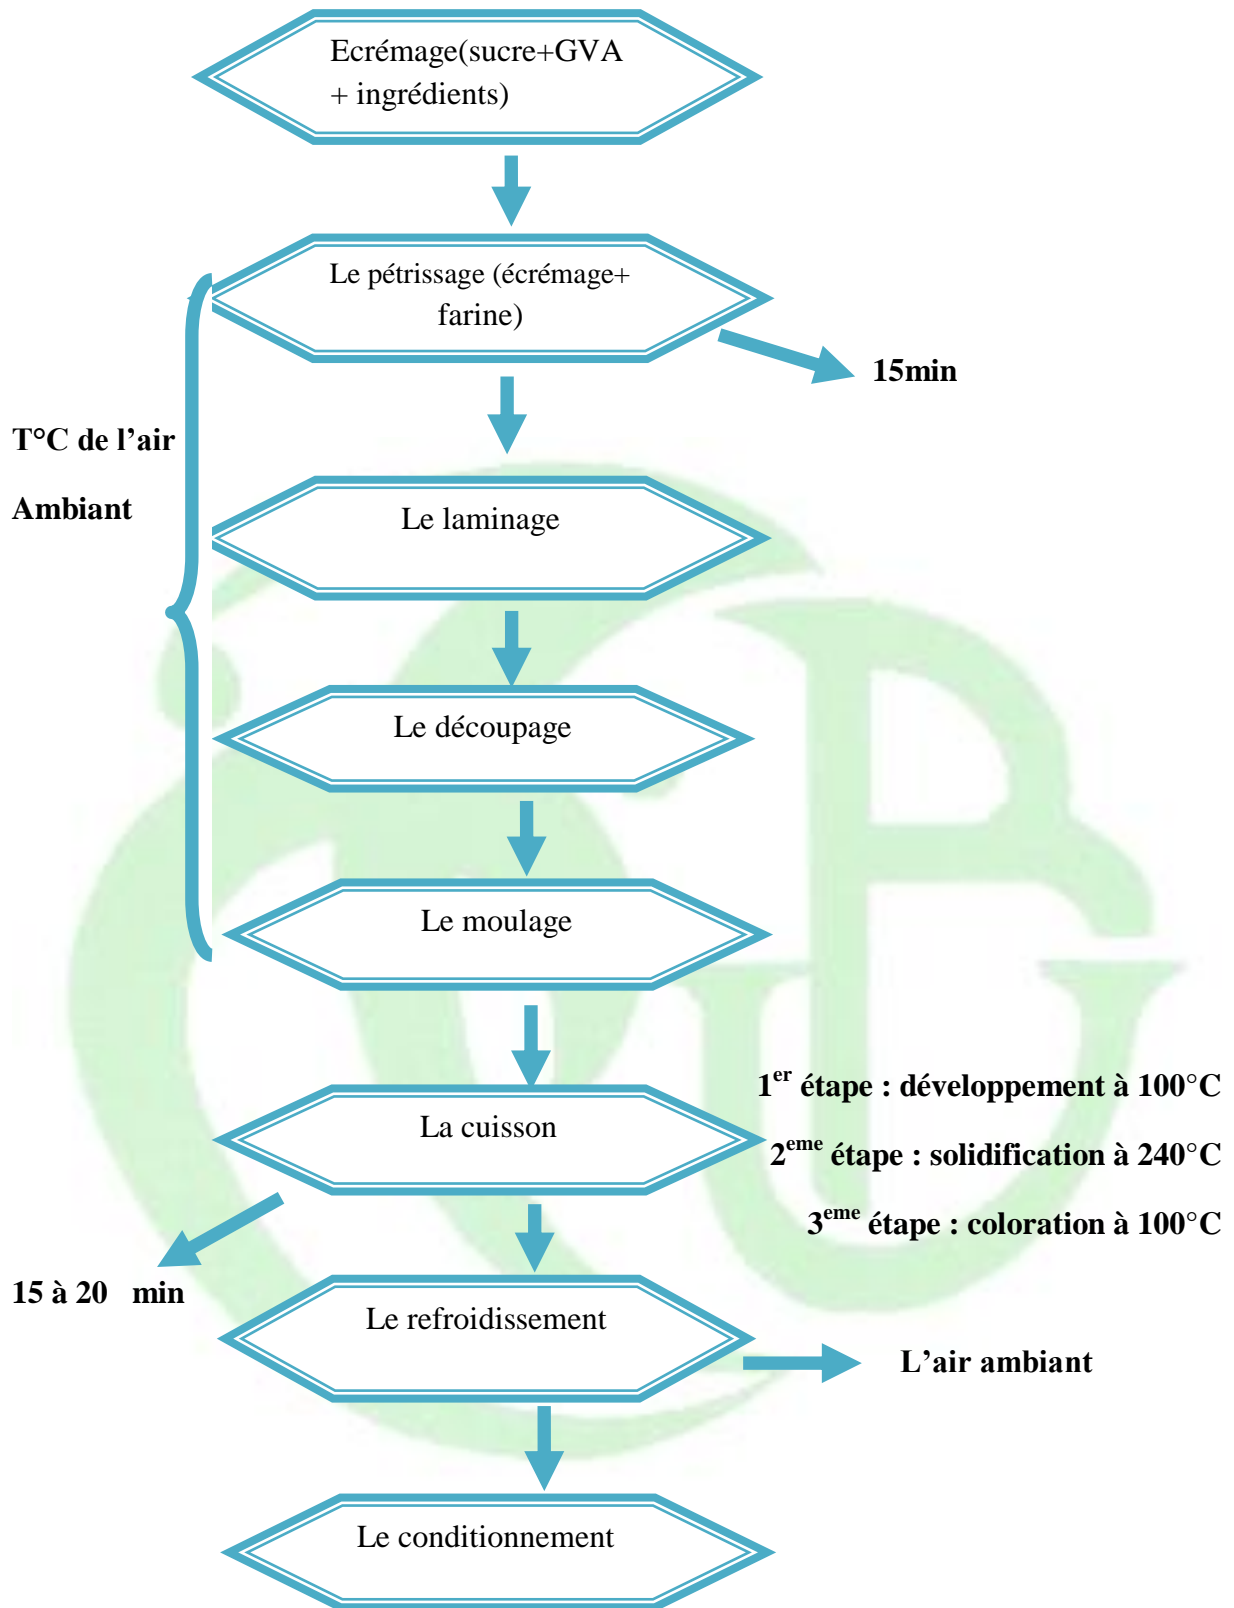 Ecrémage(sucre+GVA
+ ingrédients)
Le pétrissage (écrémage+
farine)
15min
T°C de l’air
Ambiant
Le laminage
Le découpage
Le moulage
1er étape : développement à 100°C
La cuisson
2eme étape : solidification à 240°C
3eme étape : coloration à 100°C
15 à 20 min
Le refroidissement
L’air ambiant
Le conditionnement